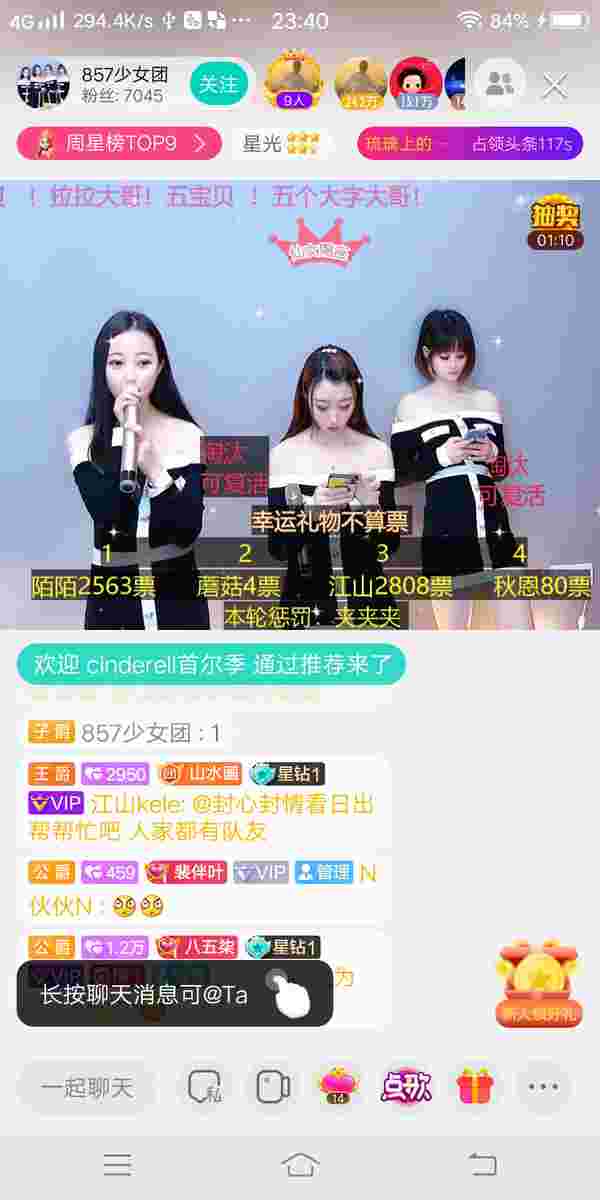 4G 294.4K/s 23:40 84%
857少女团
粉丝: 7045
关注
9人
周星榜TOP9
星光
琉璃上的… 占领头条117s
！拉拉大哥！五宝贝 ！五个大字大哥！
抽奖
01:10
淘汰
可复活
淘汰
可复活
幸运礼物不算票
1 2 3 4
陌陌2563票 蘑菇4票 江山2808票 秋恩80票
本轮惩罚：夹夹夹
欢迎 cinderell首尔季 通过推荐来了
子爵 857少女团 : 1
王爵 2950 山水画 星钻1
VIP 江山kele: @封心封情看日出
帮帮忙吧 人家都有队友
公爵 459 裴伴叶 VIP 管理 N
伙伙N :
公爵 1.2万 八五柒 星钻1
为
长按聊天消息可@Ta
新人领好礼
一起聊天
私
14
点歌